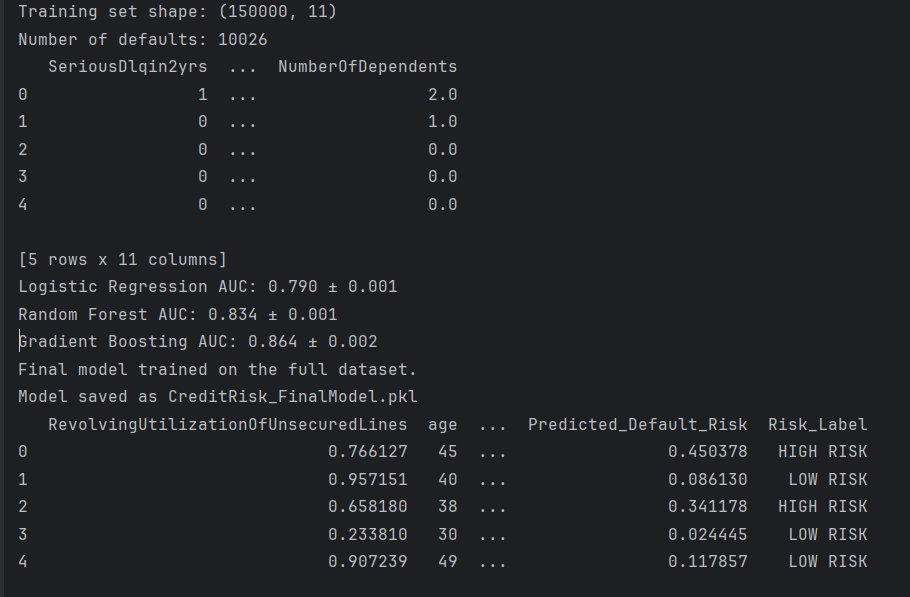 Training set shape: (150000, 11)
Number of defaults: 10026
   SeriousDlqin2yrs  ...  NumberOfDependents
0                 1  ...                 2.0
1                 0  ...                 1.0
2                 0  ...                 0.0
3                 0  ...                 0.0
4                 0  ...                 0.0
[5 rows x 11 columns]
Logistic Regression AUC: 0.790 ± 0.001
Random Forest AUC: 0.834 ± 0.001
Gradient Boosting AUC: 0.864 ± 0.002
Final model trained on the full dataset.
Model saved as CreditRisk_FinalModel.pkl
   RevolvingUtilizationOfUnsecuredLines  age  ...  Predicted_Default_Risk  Risk_Label
0                              0.766127   45  ...                0.450378   HIGH RISK
1                              0.957151   40  ...                0.086130    LOW RISK
2                              0.658180   38  ...                0.341178   HIGH RISK
3                              0.233810   30  ...                0.024445    LOW RISK
4                              0.907239   49  ...                0.117857    LOW RISK